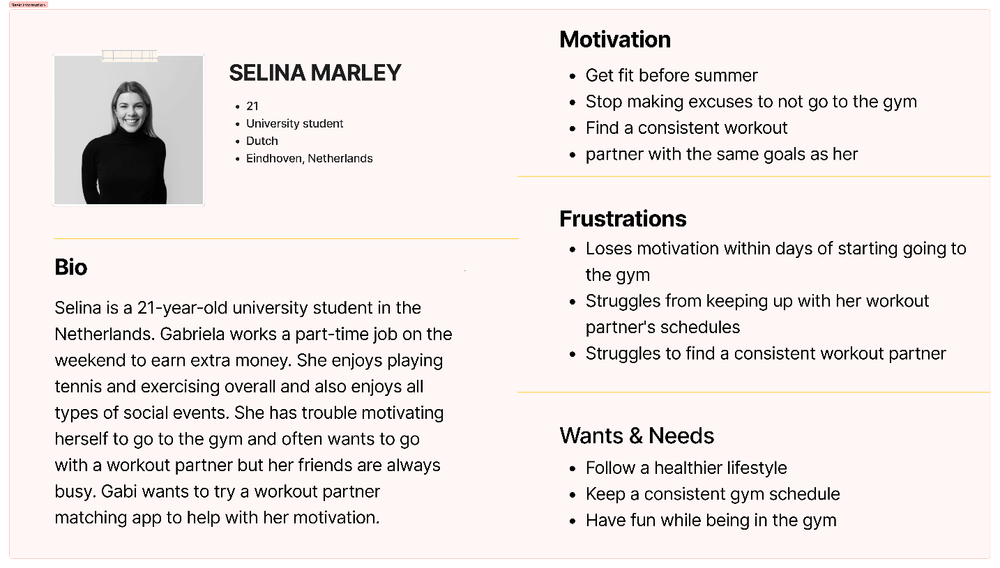 Basic information
SELINA MARLEY
• 21
• University student
• Dutch
• Eindhoven, Netherlands
Bio
Selina is a 21-year-old university student in the
Netherlands. Gabriela works a part-time job on the
weekend to earn extra money. She enjoys playing
tennis and exercising overall and also enjoys all
types of social events. She has trouble motivating
herself to go to the gym and often wants to go
with a workout partner but her friends are always
busy. Gabi wants to try a workout partner
matching app to help with her motivation.
Motivation
• Get fit before summer
• Stop making excuses to not go to the gym
• Find a consistent workout
• partner with the same goals as her
Frustrations
• Loses motivation within days of starting going to
the gym
• Struggles from keeping up with her workout
partner's schedules
• Struggles to find a consistent workout partner
Wants & Needs
• Follow a healthier lifestyle
• Keep a consistent gym schedule
• Have fun while being in the gym